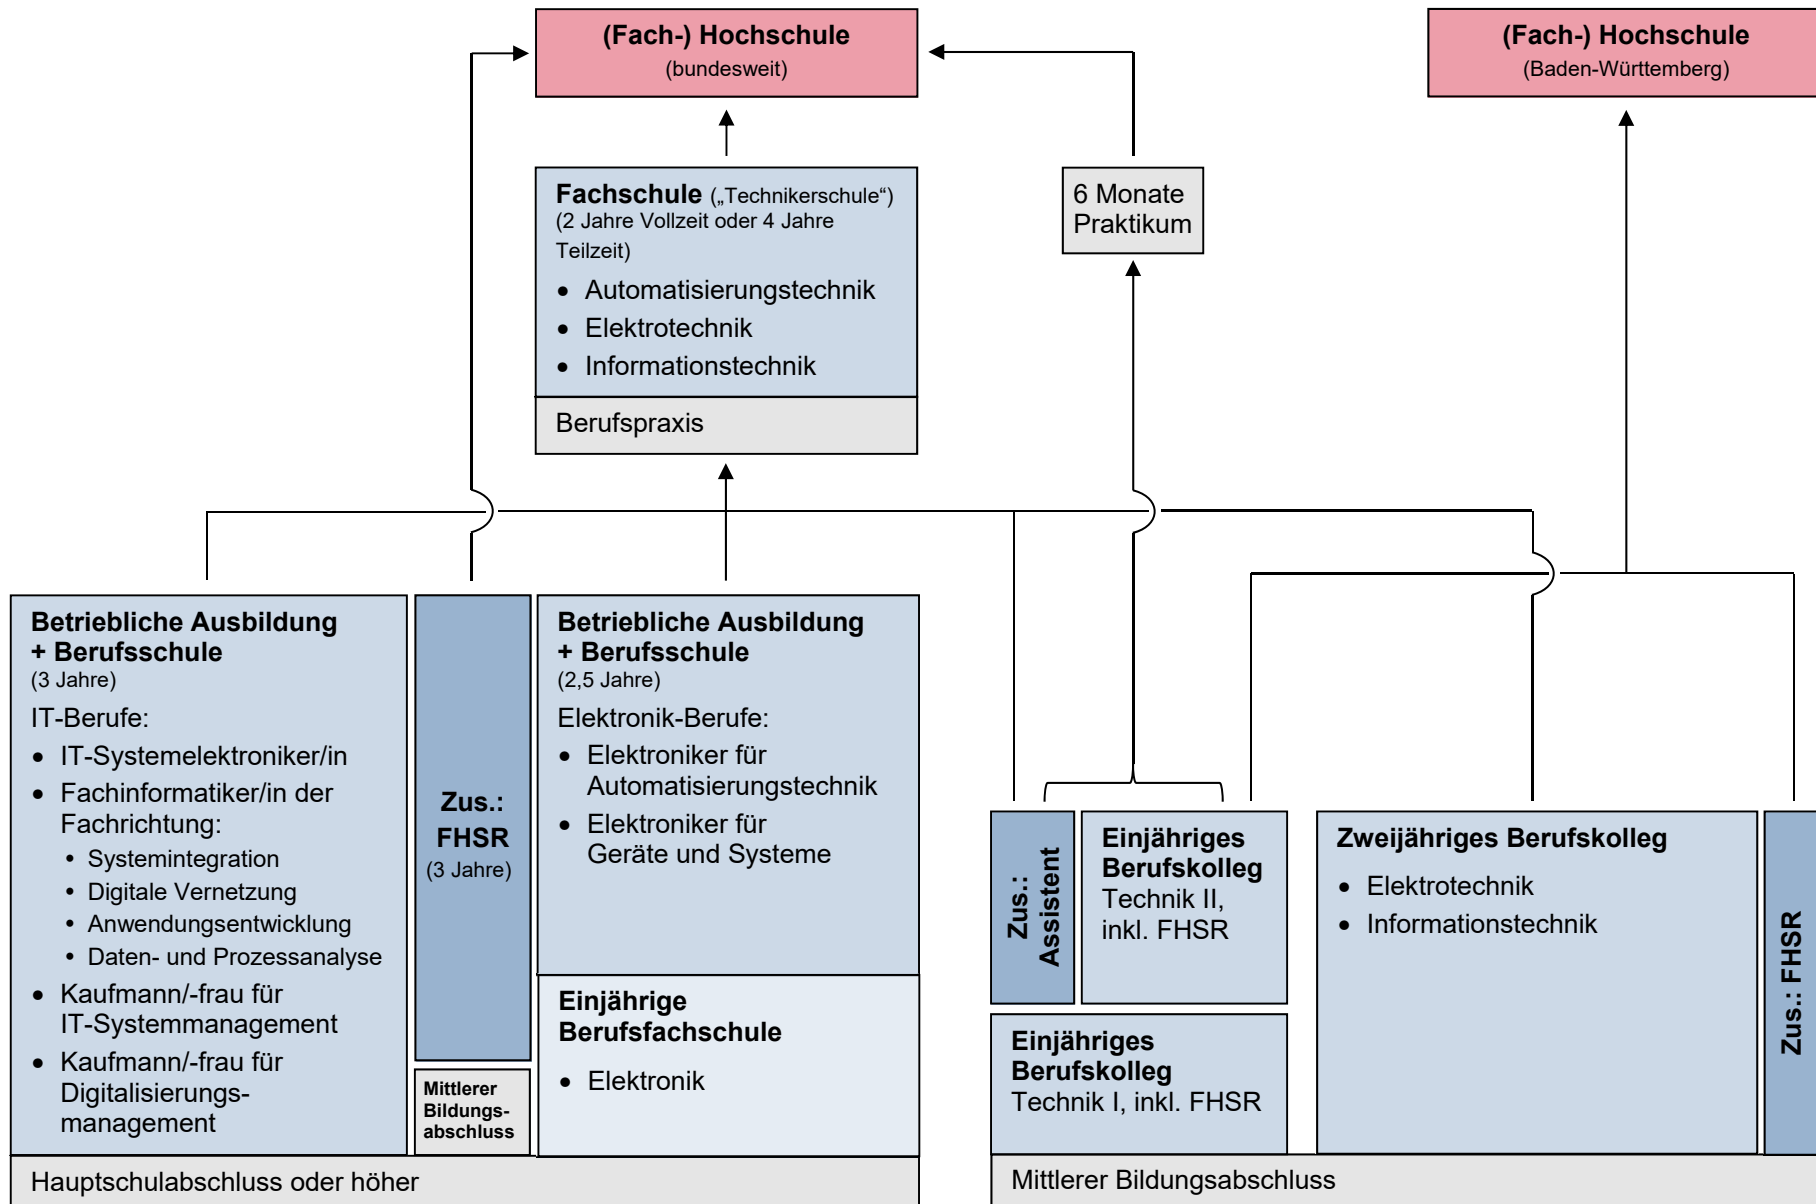 (Fach-) Hochschule
(bundesweit)
(Fach-) Hochschule
(Baden-Württemberg)
Fachschule („Technikerschule“)
(2 Jahre Vollzeit oder 4 Jahre
Teilzeit)
• Automatisierungstechnik
• Elektrotechnik
• Informationstechnik
Berufspraxis
6 Monate
Praktikum
Betriebliche Ausbildung
+ Berufsschule
(3 Jahre)
IT-Berufe:
• IT-Systemelektroniker/in
• Fachinformatiker/in der
Fachrichtung:
• Systemintegration
• Digitale Vernetzung
• Anwendungsentwicklung
• Daten- und Prozessanalyse
• Kaufmann/-frau für
IT-Systemmanagement
• Kaufmann/-frau für
Digitalisierungs-
management
Zus.:
FHSR
(3 Jahre)
Mittlerer
Bildungs-
abschluss
Betriebliche Ausbildung
+ Berufsschule
(2,5 Jahre)
Elektronik-Berufe:
• Elektroniker für
Automatisierungstechnik
• Elektroniker für
Geräte und Systeme
Einjährige
Berufsfachschule
• Elektronik
Hauptschulabschluss oder höher
Zus.:
Assistent
Einjähriges
Berufskolleg
Technik II,
inkl. FHSR
Einjähriges
Berufskolleg
Technik I, inkl. FHSR
Zweijähriges Berufskolleg
• Elektrotechnik
• Informationstechnik
Zus.: FHSR
Mittlerer Bildungsabschluss